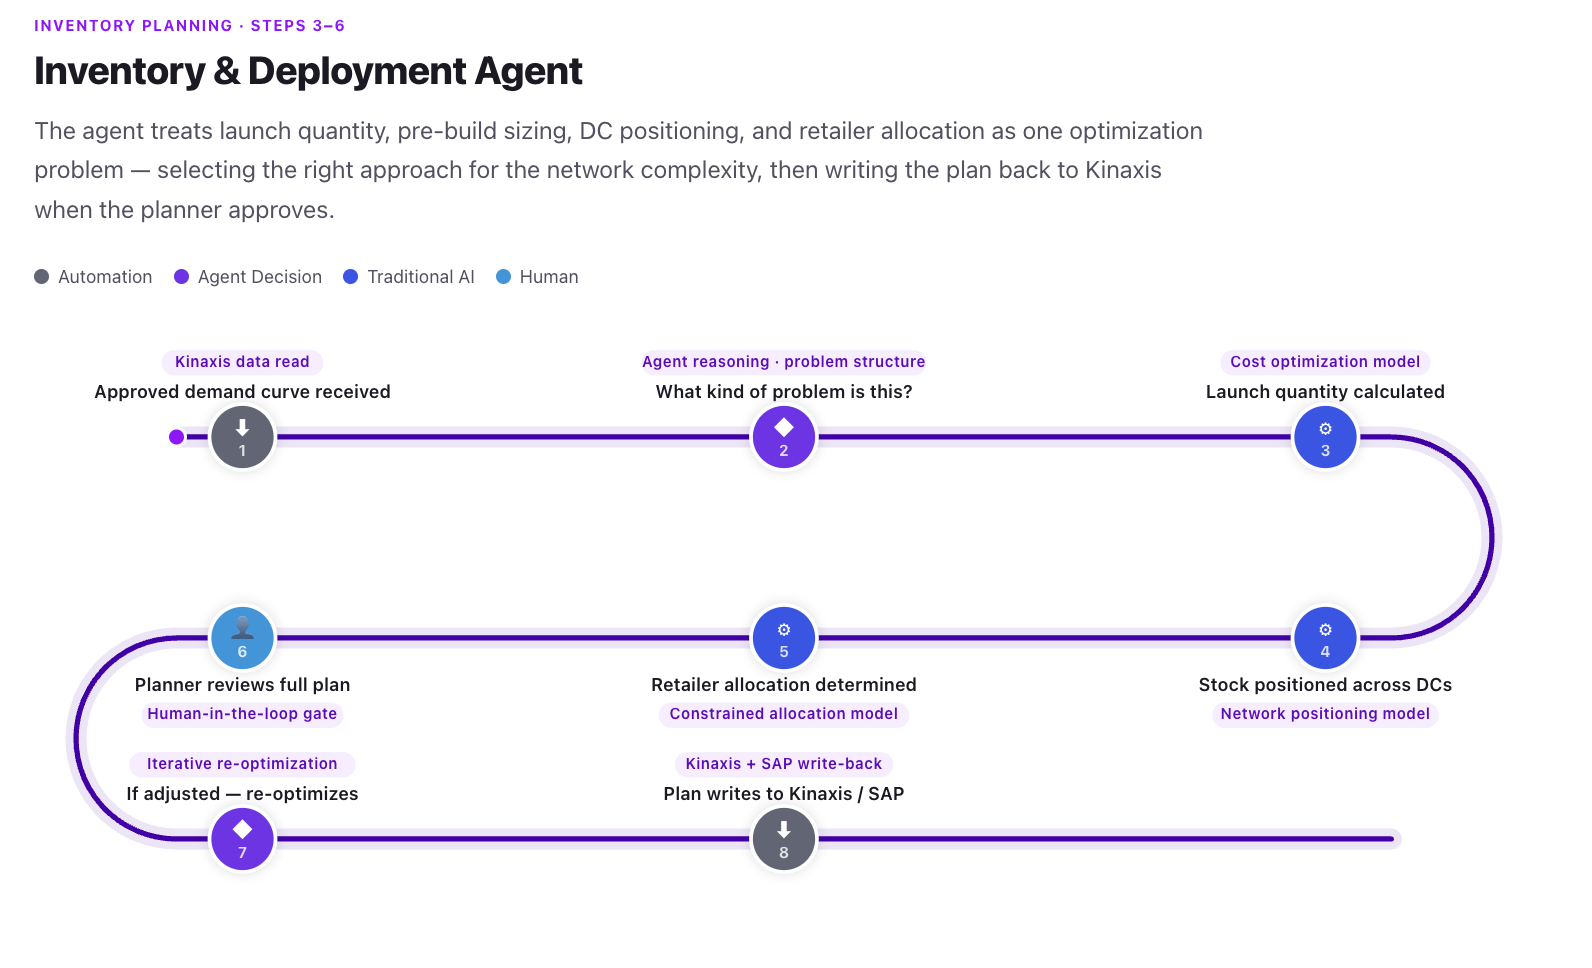 INVENTORY PLANNING · STEPS 3–6
Inventory & Deployment Agent
The agent treats launch quantity, pre-build sizing, DC positioning, and retailer allocation as one optimization
problem — selecting the right approach for the network complexity, then writing the plan back to Kinaxis
when the planner approves.
Automation
Agent Decision
Traditional AI
Human
Kinaxis data read
Approved demand curve received
1
Agent reasoning · problem structure
What kind of problem is this?
2
Cost optimization model
Launch quantity calculated
3
4
Stock positioned across DCs
Network positioning model
5
Retailer allocation determined
Constrained allocation model
6
Planner reviews full plan
Human-in-the-loop gate
Iterative re-optimization
If adjusted — re-optimizes
7
Kinaxis + SAP write-back
Plan writes to Kinaxis / SAP
8